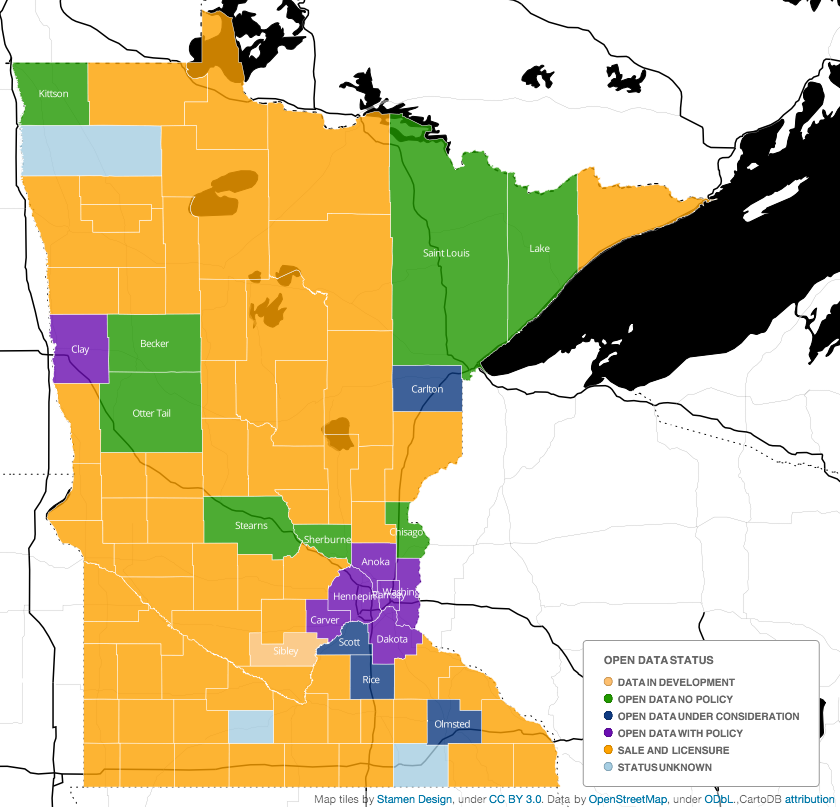 Kittson
Saint Louis
Lake
Clay
Becker
Carlton
Otter Tail
Stearns
Sherburne
Chisago
Anoka
Hennepin
Ramsey
Washing
Carver
Scott
Dakota
Sibley
Rice
Olmsted
OPEN DATA STATUS
DATA IN DEVELOPMENT
OPEN DATA NO POLICY
OPEN DATA UNDER CONSIDERATION
OPEN DATA WITH POLICY
SALE AND LICENSURE
STATUS UNKNOWN
Map tiles by Stamen Design, under CC BY 3.0. Data by OpenStreetMap, under ODbL.,CartoDB attribution